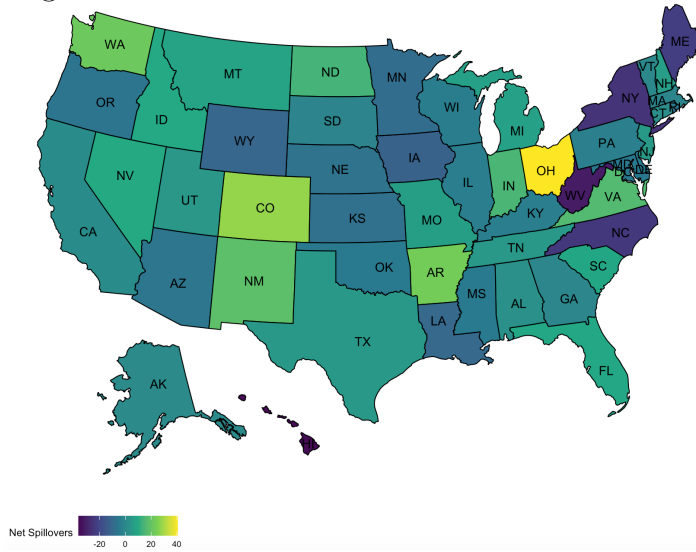 ME
WA
VT
ND
MT
MN
NH
OR
MA
NY
RI
WI
CT
ID
SD
MI
WY
PA
NJ
IA
MD
DE
NE
OH
NV
IL
IN
UT
WV
CO
VA
KY
KS
MO
CA
NC
TN
OK
SC
AR
NM
AZ
MS
GA
AL
LA
TX
FL
AK
HI
Net Spillovers
-20 0 20 40